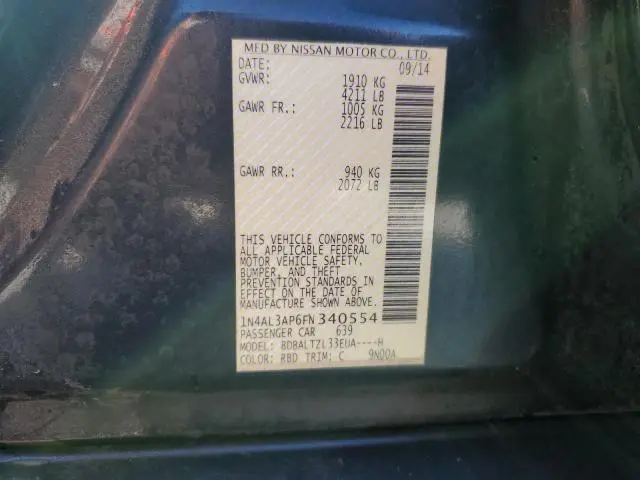 MFD BY NISSAN MOTOR CO., LTD.
DATE: 09/14
GVWR: 1910 KG
4211 LB
GAWR FR.: 1005 KG
2216 LB
GAWR RR.: 940 KG
2072 LB
THIS VEHICLE CONFORMS TO
ALL APPLICABLE FEDERAL
MOTOR VEHICLE SAFETY,
BUMPER, AND THEFT
PREVENTION STANDARDS IN
EFFECT ON THE DATE OF
MANUFACTURE SHOWN ABOVE.
1N4AL3AP6FN340554
PASSENGER CAR 639
MODEL: BDBALTZL33EUA----H
COLOR: RBD TRIM: C 9N00A